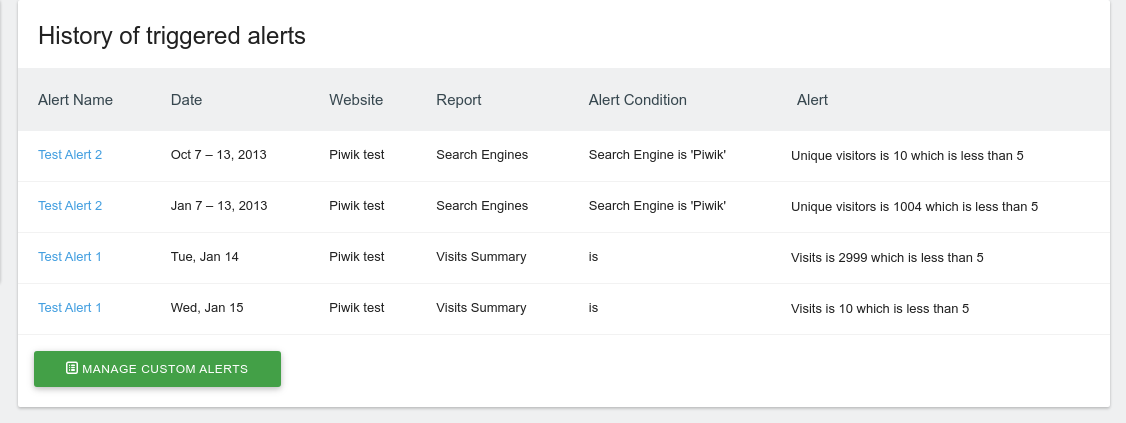 History of triggered alerts
Alert Name Date Website Report Alert Condition Alert
Test Alert 2 Oct 7 – 13, 2013 Piwik test Search Engines Search Engine is 'Piwik' Unique visitors is 10 which is less than 5
Test Alert 2 Jan 7 – 13, 2013 Piwik test Search Engines Search Engine is 'Piwik' Unique visitors is 1004 which is less than 5
Test Alert 1 Tue, Jan 14 Piwik test Visits Summary is Visits is 2999 which is less than 5
Test Alert 1 Wed, Jan 15 Piwik test Visits Summary is Visits is 10 which is less than 5
MANAGE CUSTOM ALERTS